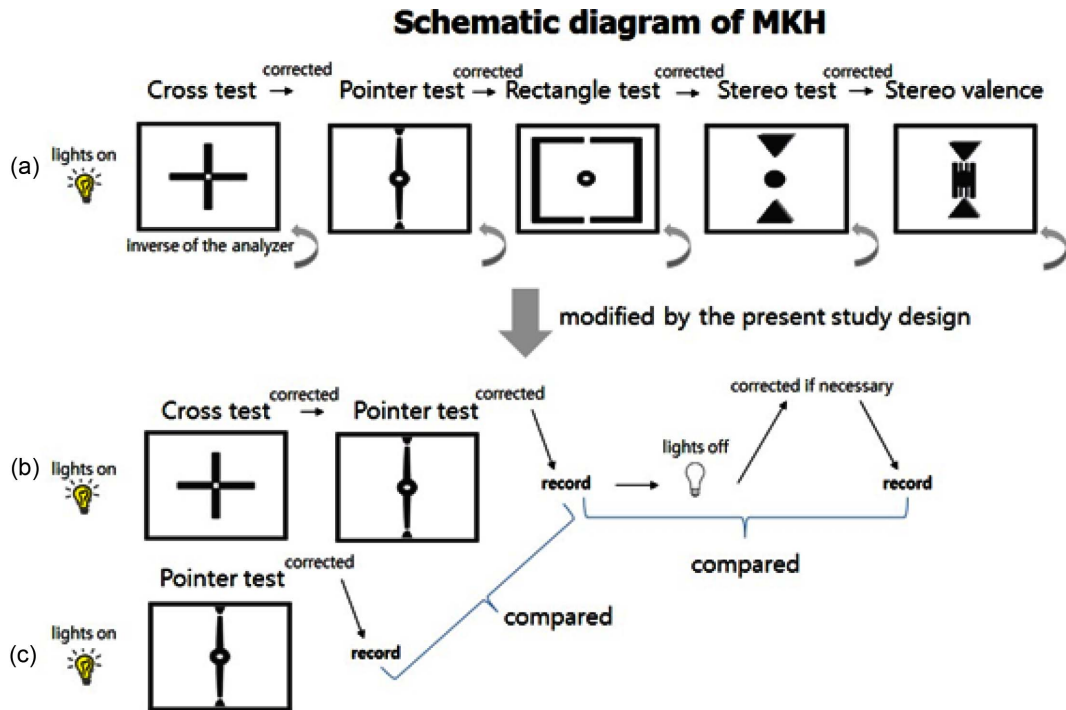 Schematic diagram of MKH
Cross test corrected Pointer test corrected Rectangle test corrected Stereo test corrected Stereo valence
(a) lights on
inverse of the analyzer
modified by the present study design
Cross test corrected Pointer test corrected
corrected if necessary
(b) lights on
lights off
record
record
compared
Pointer test corrected
compared
(c) lights on
record